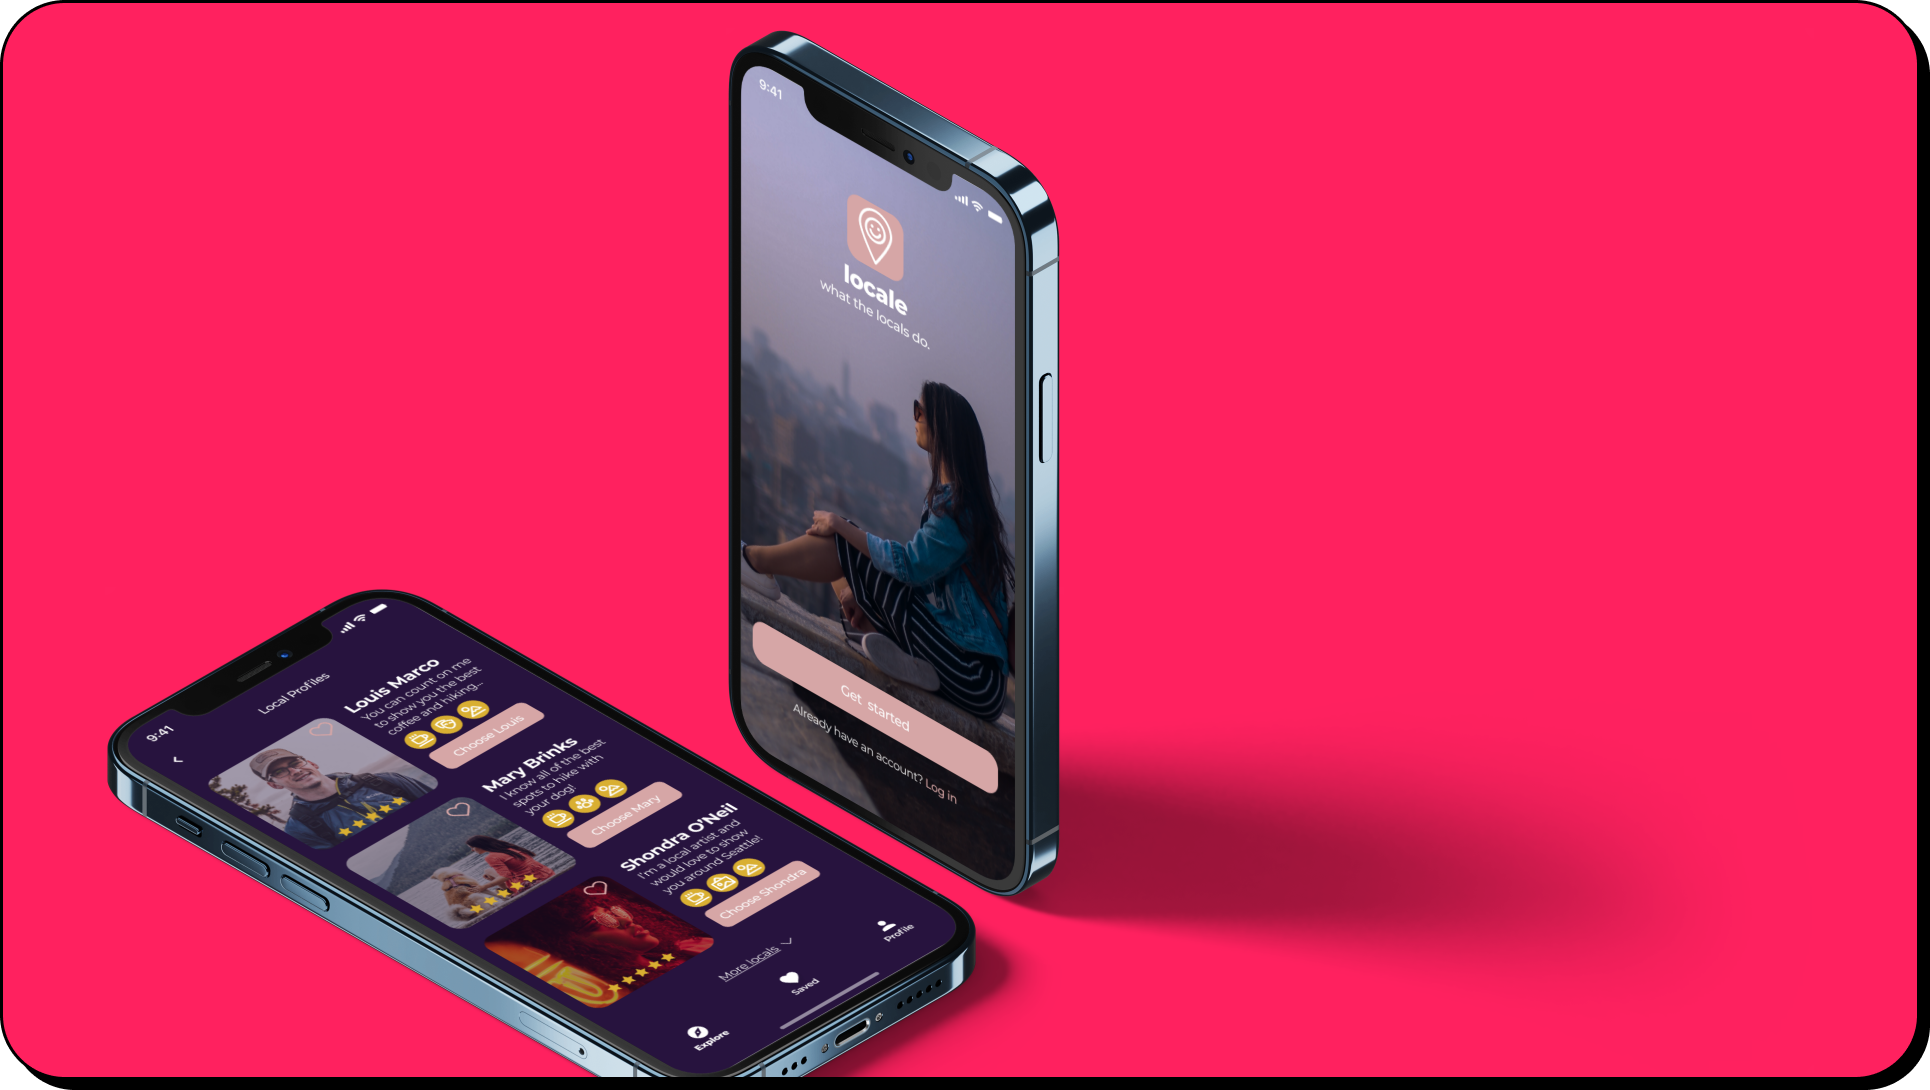 9:41
locale
what the locals do.
Get started
Already have an account? Log in
9:41
Local Profiles
Louis Marco
You can count on me
to show you the best
coffee and hiking...
Choose Louis
Mary Brinks
I know all of the best
spots to hike with
your dog!
Choose Mary
Shondra O'Neil
I'm a local artist and
would love to show
you around Seattle!
Choose Shondra
More locals
Explore
Saved
Profile